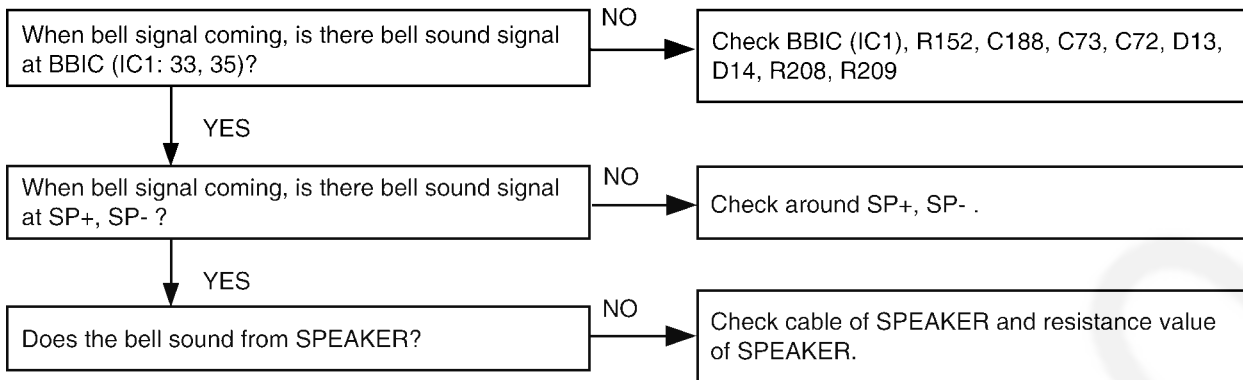 When bell signal coming, is there bell sound signal
at BBIC (IC1: 33, 35)?
NO
Check BBIC (IC1), R152, C188, C73, C72, D13,
D14, R208, R209
YES
When bell signal coming, is there bell sound signal
at SP+, SP- ?
NO
Check around SP+, SP- .
YES
Does the bell sound from SPEAKER?
NO
Check cable of SPEAKER and resistance value
of SPEAKER.